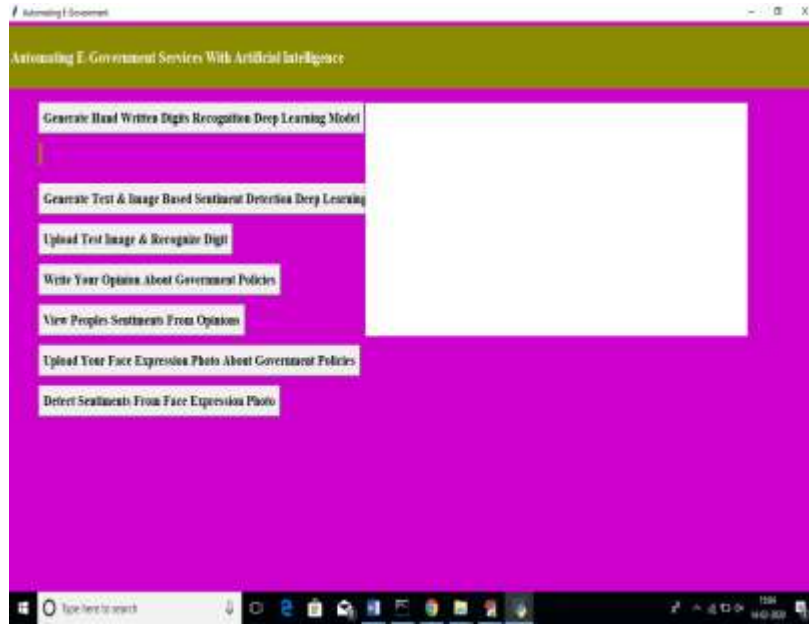 Automating E-Government
Automating E-Government Services With Artificial Intelligence
Generate Hand Written Digits Recognition Deep Learning Model
Generate Text & Image Based Sentiment Detection Deep Learning
Upload Test Image & Recognize Digit
Write Your Opinion About Government Policies
View Peoples Sentiments From Opinions
Upload Your Face Expression Photo About Government Policies
Detect Sentiments From Face Expression Photo
Type here to search